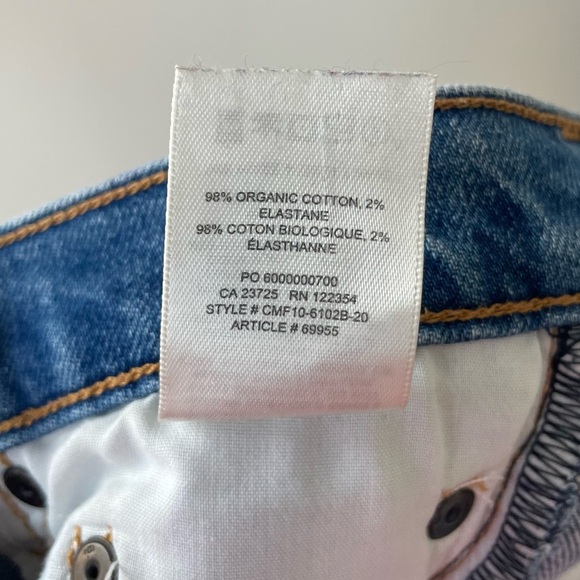 98% ORGANIC COTTON, 2%
ELASTANE
98% COTON BIOLOGIQUE, 2%
ÉLASTHANNE
PO 6000000700
CA 23725 RN 122354
STYLE # CMF10-6102B-20
ARTICLE # 69955